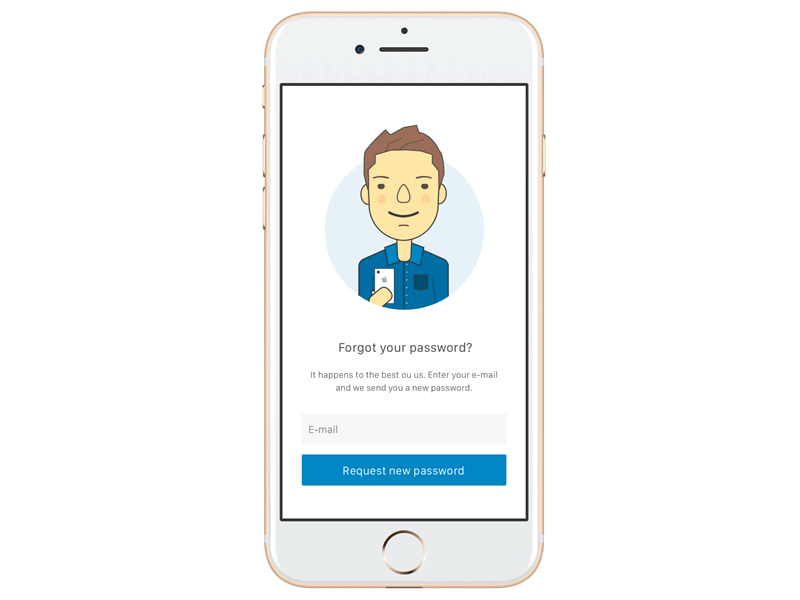 Forgot your password?
It happens to the best ou us. Enter your e-mail
and we send you a new password.
E-mail
Request new password